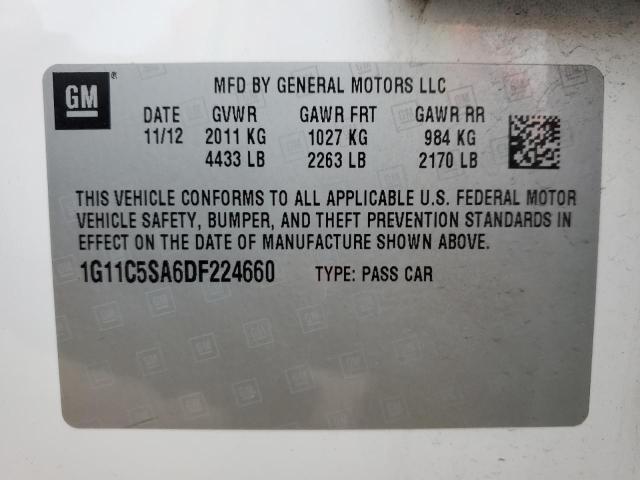 GM ®
MFD BY GENERAL MOTORS LLC
DATE GVWR GAWR FRT GAWR RR
11/12 2011 KG 1027 KG 984 KG
4433 LB 2263 LB 2170 LB
THIS VEHICLE CONFORMS TO ALL APPLICABLE U.S. FEDERAL MOTOR
VEHICLE SAFETY, BUMPER, AND THEFT PREVENTION STANDARDS IN
EFFECT ON THE DATE OF MANUFACTURE SHOWN ABOVE.
1G11C5SA6DF224660 TYPE: PASS CAR